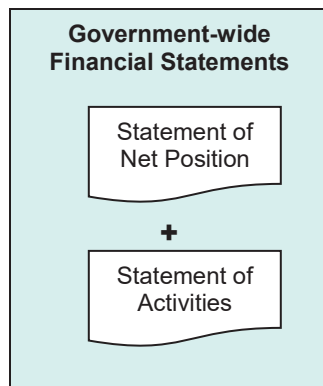 Government-wide
Financial Statements
Statement of
Net Position
+
Statement of
Activities